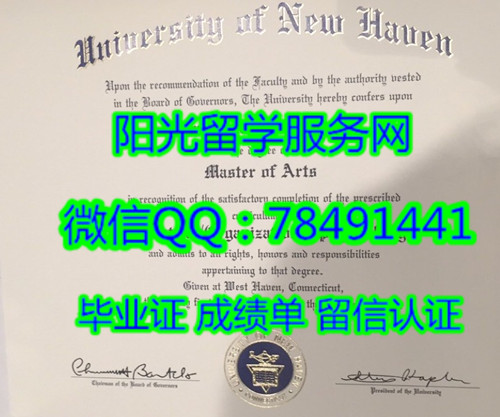 University of New Haven
Upon the recommendation of the Faculty and by the authority vested
in the Board of Governors, The University hereby confers upon
阳光留学服务网
degree of
Master of Arts
in recognition of the satisfactory completion of the prescribed
微信QQ：78491441
and admits to all rights, honors and responsibilities
appertaining to that degree.
Given at West Haven, Connecticut,
毕业证 成绩单 留信认证
Chairman of the Board of Governors
President of the University